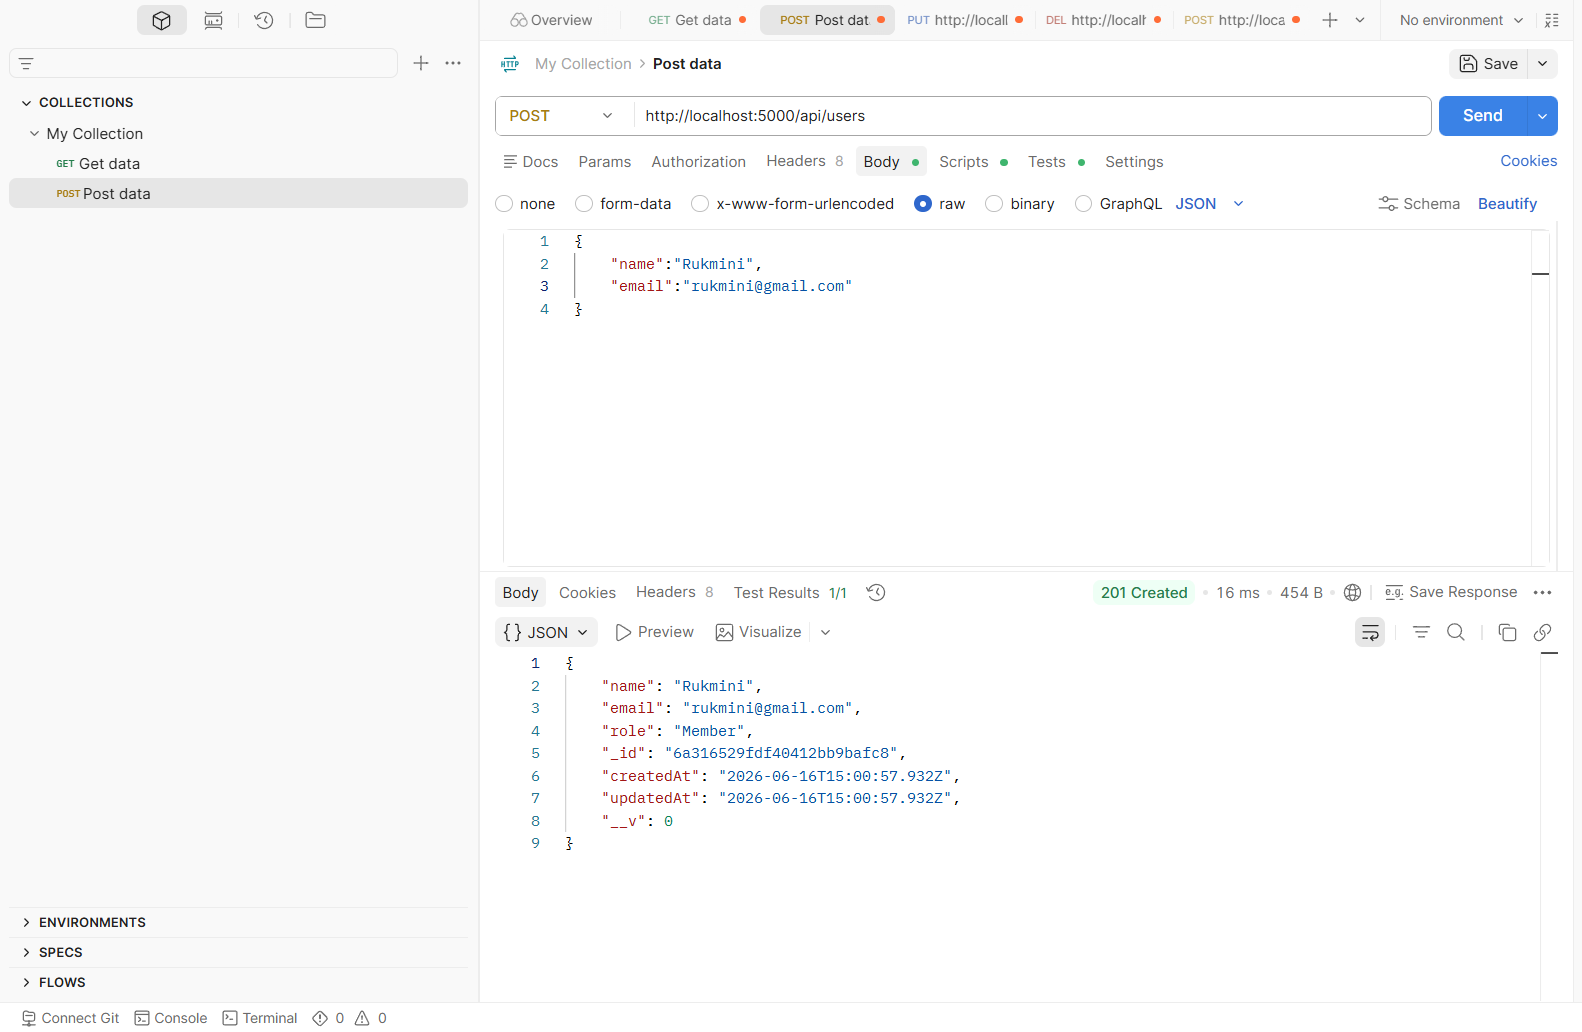 Overview GET Get data POST Post dat PUT http://locall DEL http://localh POST http://loca No environment
COLLECTIONS
My Collection
GET Get data
POST Post data
ENVIRONMENTS
SPECS
FLOWS
HTTP My Collection > Post data Save
POST http://localhost:5000/api/users Send
Docs Params Authorization Headers 8 Body Scripts Tests Settings Cookies
none form-data x-www-form-urlencoded raw binary GraphQL JSON Schema Beautify
1 {
2 "name":"Rukmini",
3 "email":"rukmini@gmail.com"
4 }
Body Cookies Headers 8 Test Results 1/1 201 Created • 16 ms • 454 B • e.g. Save Response
{} JSON Preview Visualize
1 {
2 "name": "Rukmini",
3 "email": "rukmini@gmail.com",
4 "role": "Member",
5 "_id": "6a316529fdf40412bb9bafc8",
6 "createdAt": "2026-06-16T15:00:57.932Z",
7 "updatedAt": "2026-06-16T15:00:57.932Z",
8 "__v": 0
9 }
Connect Git Console Terminal 0 0